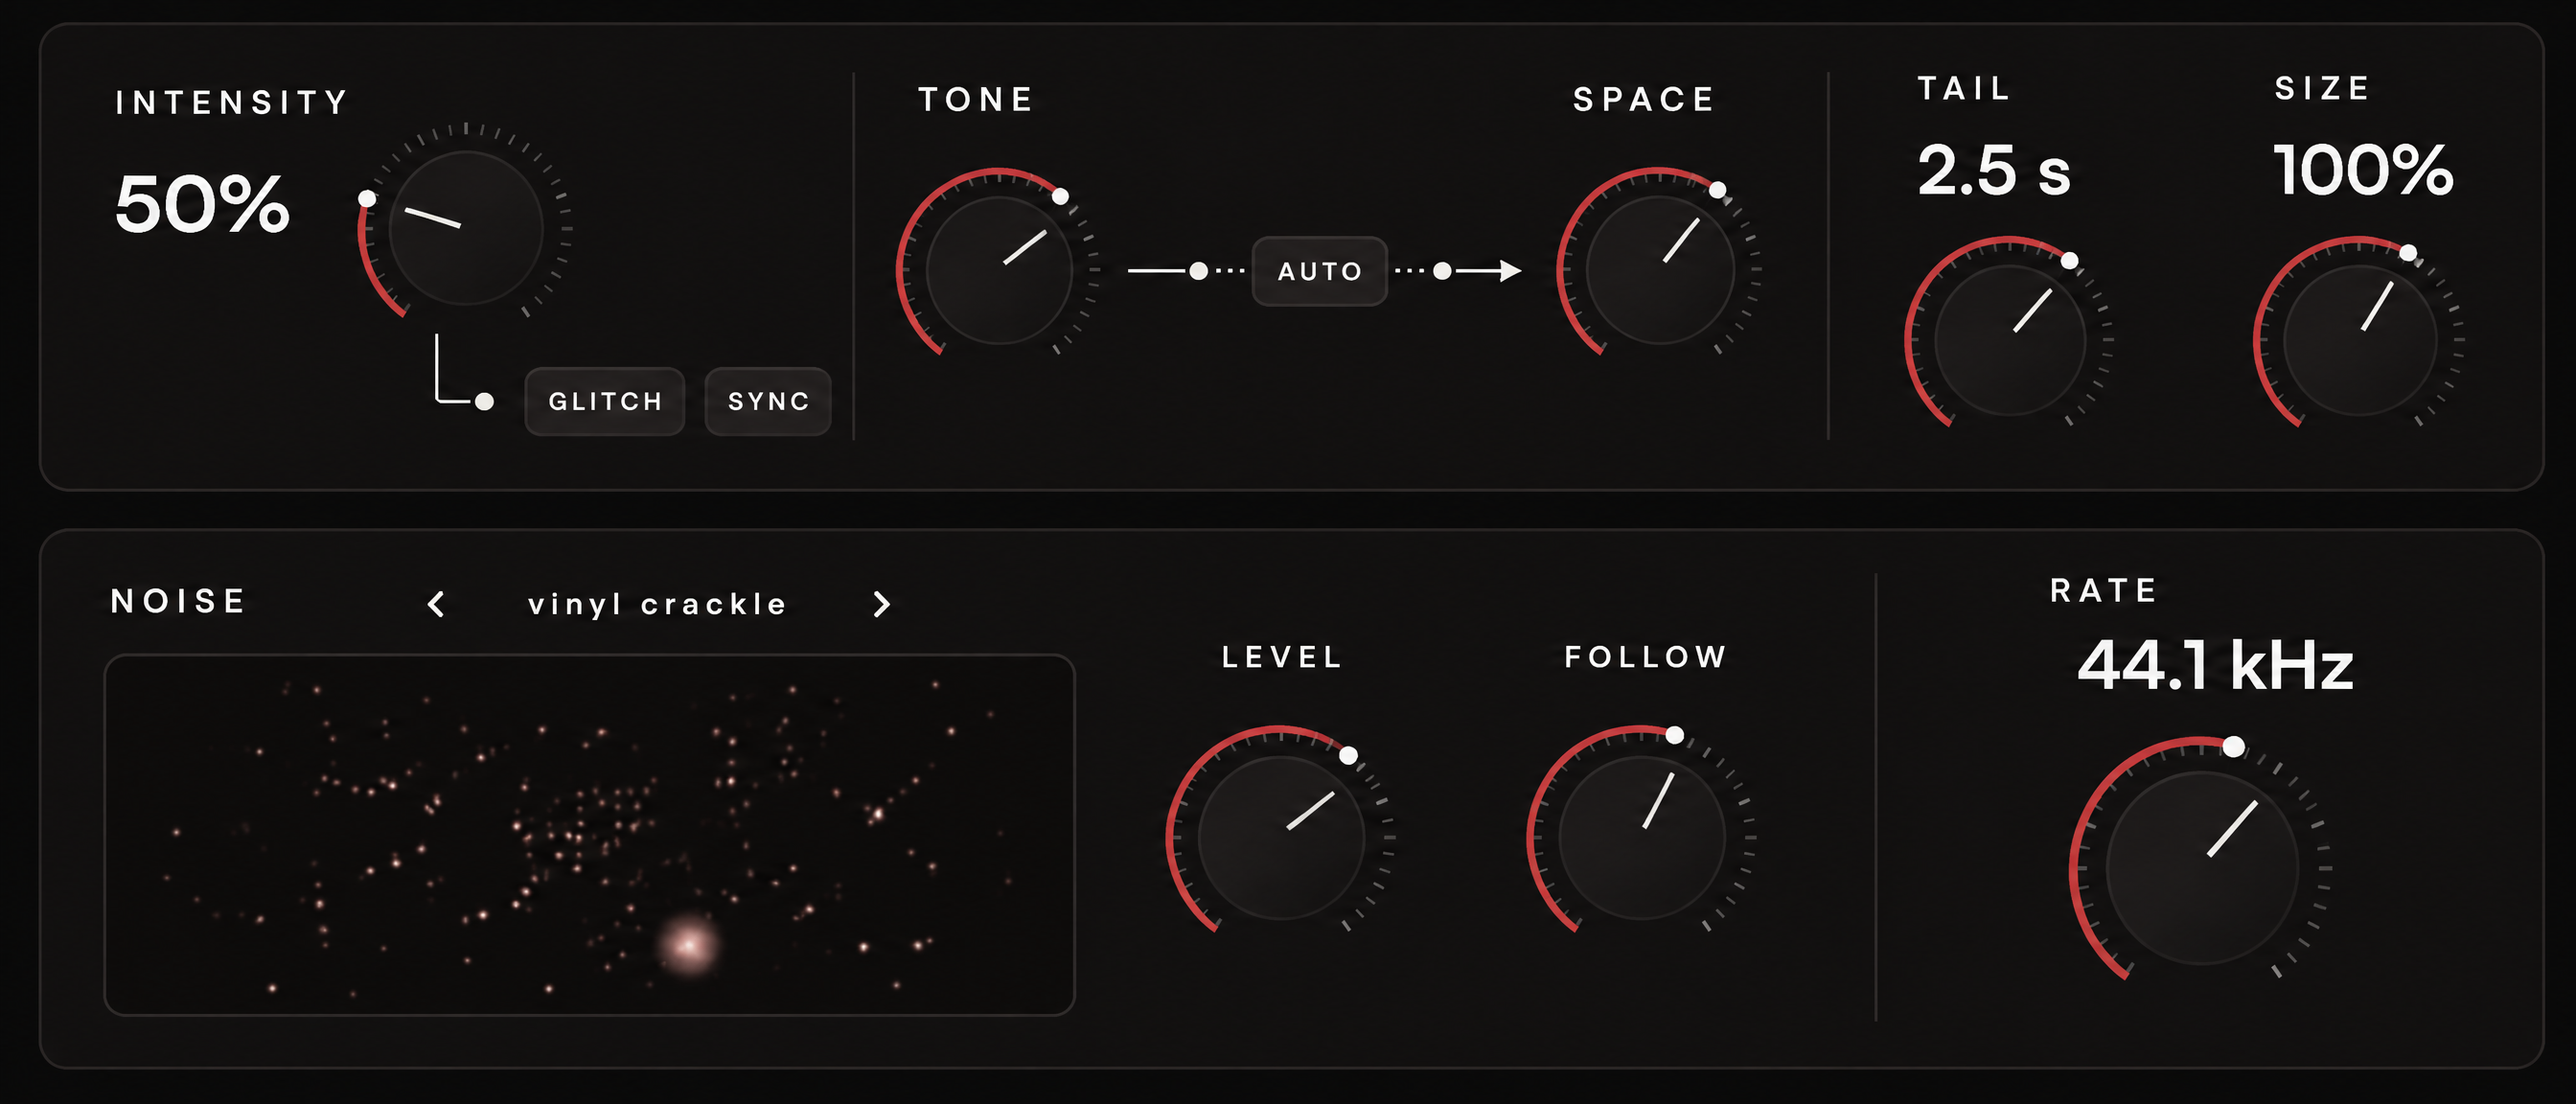 INTENSITY
50%
GLITCH
SYNC
TONE
AUTO
SPACE
TAIL
2.5 s
SIZE
100%
NOISE
vinyl crackle
LEVEL
FOLLOW
RATE
44.1 kHz